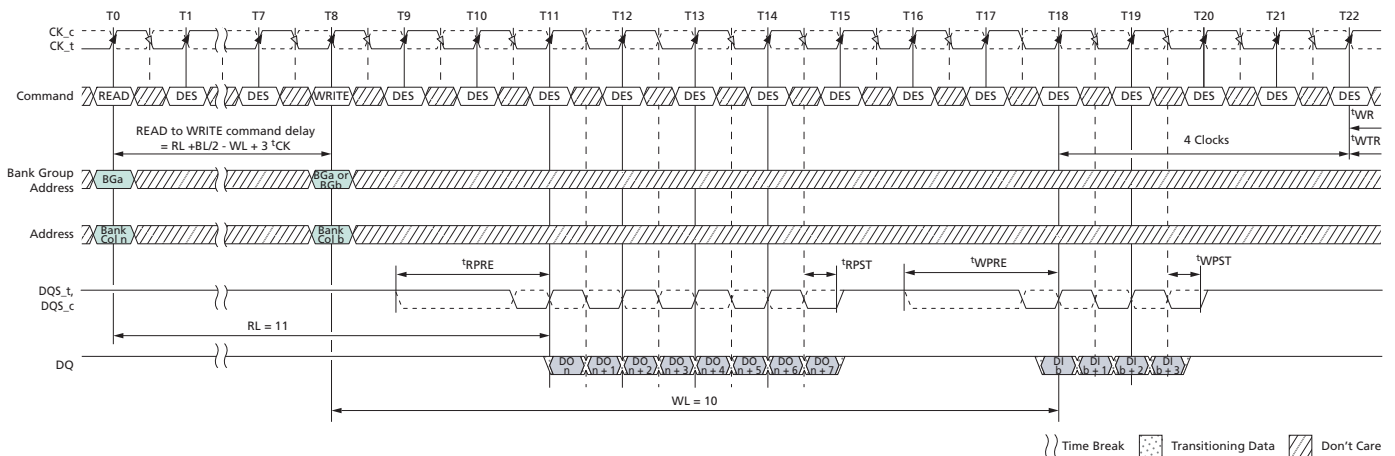 T0 T1 T7 T8 T9 T10 T11 T12 T13 T14 T15 T16 T17 T18 T19 T20 T21 T22
CK_c
CK_t
Command READ DES DES WRITE DES DES DES DES DES DES DES DES DES DES DES DES DES DES
READ to WRITE command delay
= RL +BL/2 - WL + 3 tCK
4 Clocks
tWR
tWTR
Bank Group
Address
BGa
BGa or
BGb
Address
Bank
Col n
Bank
Col b
tRPRE tRPST tWPRE tWPST
DQS_t,
DQS_c
RL = 11
DQ
DO
n
DO
n + 1
DO
n + 2
DO
n + 3
DO
n + 4
DO
n + 5
DO
n + 6
DO
n + 7
DI
b
DI
b + 1
DI
b + 2
DI
b + 3
WL = 10
Time Break Transitioning Data Don't Care